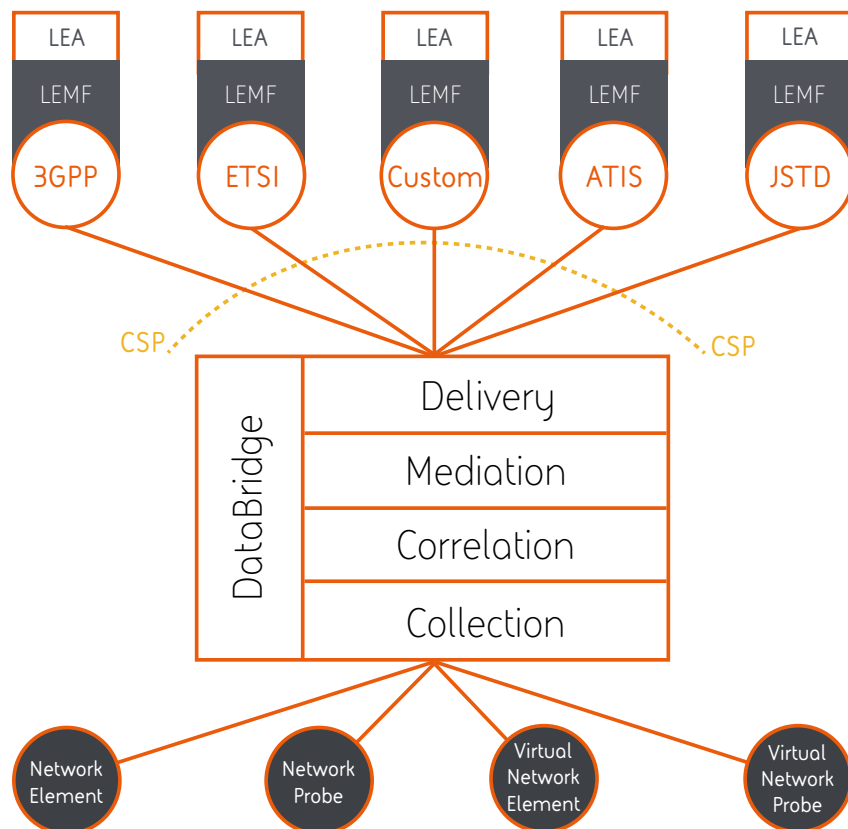 LEA LEA LEA LEA LEA
LEMF LEMF LEMF LEMF LEMF
3GPP ETSI Custom ATIS JSTD
CSP CSP
DataBridge
Delivery
Mediation
Correlation
Collection
Network
Element
Network
Probe
Virtual
Network
Element
Virtual
Network
Probe